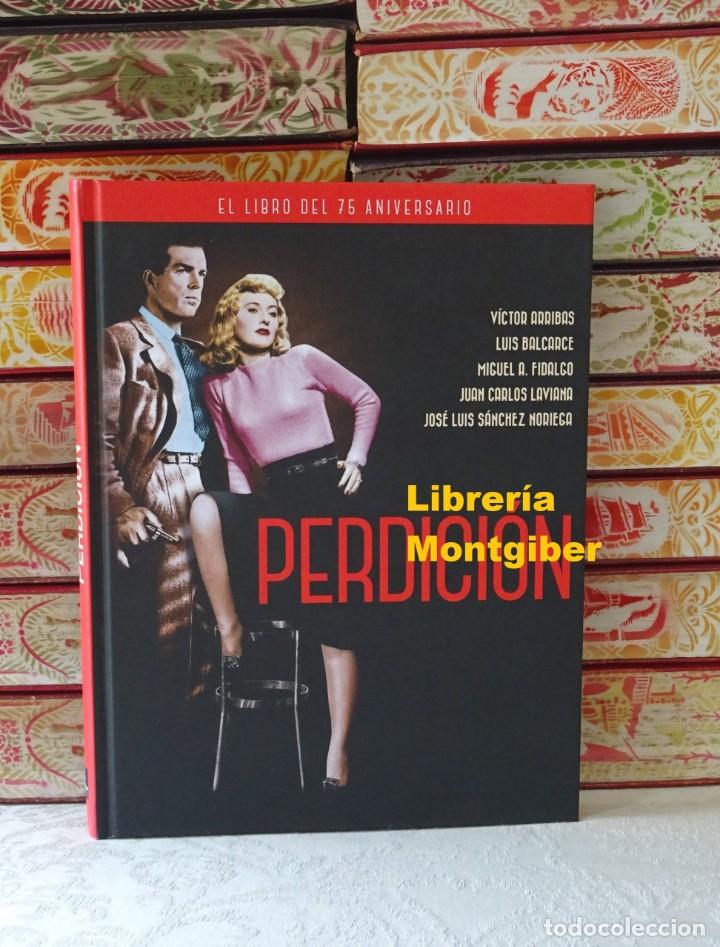 EL LIBRO DEL 75 ANIVERSARIO
VÍCTOR ARRIBAS
LUIS BALCARCE
MIGUEL A. FIDALGO
JUAN CARLOS LAVIANA
JOSÉ LUIS SÁNCHEZ NORIEGA
Librería
Montgiber
PERDICIÓN
PERDICIÓN
todocoleccion